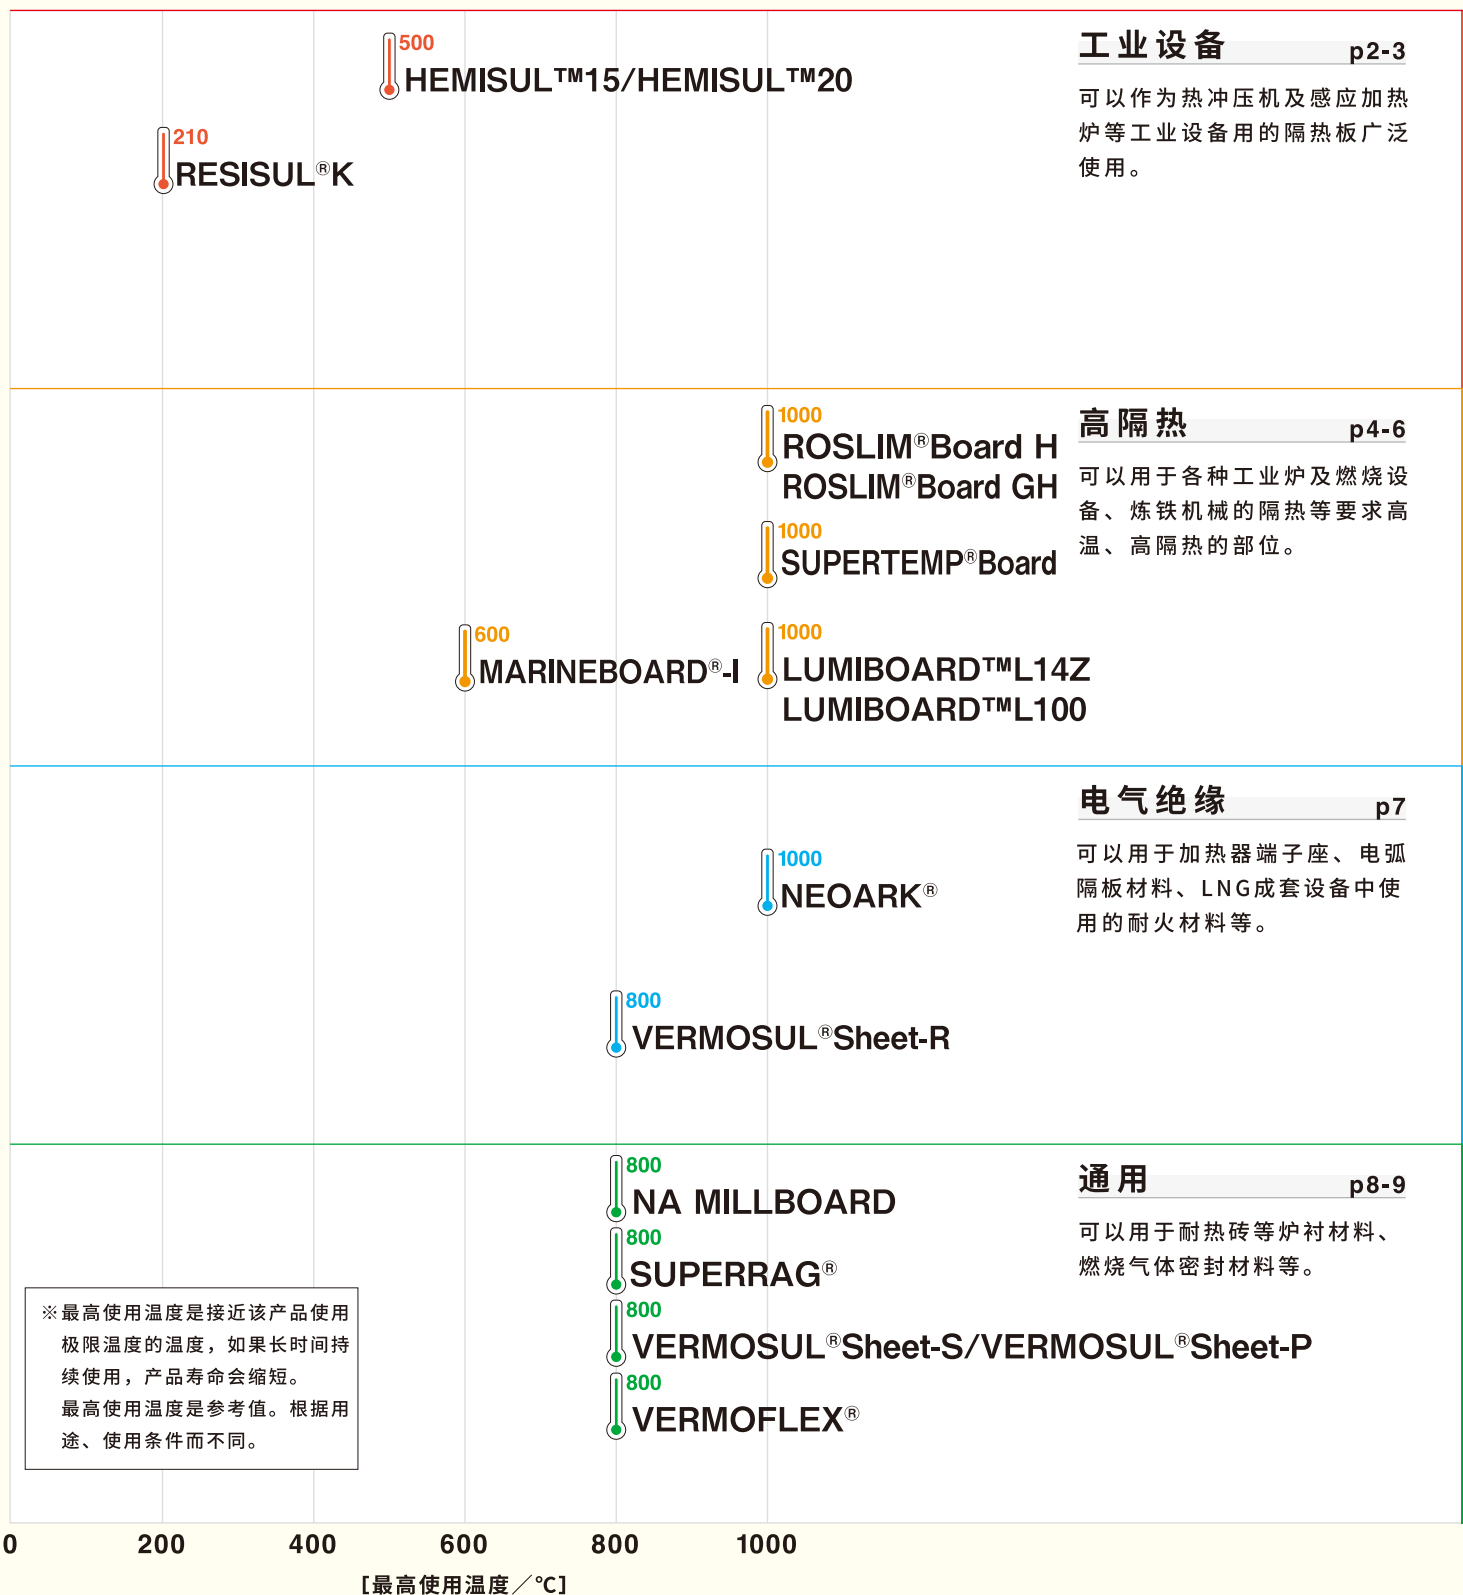 500
HEMISUL™15/HEMISUL™20
210
RESISUL®K
工业设备 p2-3
可以作为热冲压机及感应加热
炉等工业设备用的隔热板广泛
使用。
1000
ROSLIM®Board H
ROSLIM®Board GH
1000
SUPERTEMP®Board
600
MARINEBOARD®-I
1000
LUMIBOARD™L14Z
LUMIBOARD™L100
高隔热 p4-6
可以用于各种工业炉及燃烧设
备、炼铁机械的隔热等要求高
温、高隔热的部位。
1000
NEOARK®
800
VERMOSUL®Sheet-R
电气绝缘 p7
可以用于加热器端子座、电弧
隔板材料、LNG成套设备中使
用的耐火材料等。
800
NA MILLBOARD
800
SUPERRAG®
800
VERMOSUL®Sheet-S/VERMOSUL®Sheet-P
800
VERMOFLEX®
通用 p8-9
可以用于耐热砖等炉衬材料、
燃烧气体密封材料等。
※最高使用温度是接近该产品使用
极限温度的温度，如果长时间持
续使用，产品寿命会缩短。
最高使用温度是参考值。根据用
途、使用条件而不同。
0 200 400 600 800 1000
[最高使用温度／℃]